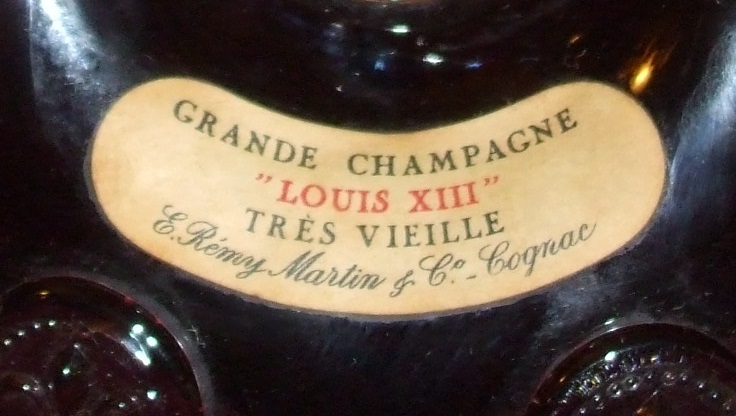 GRANDE CHAMPAGNE
"LOUIS XIII"
TRÈS VIEILLE
E. Rémy Martin & Cº.- Cognac